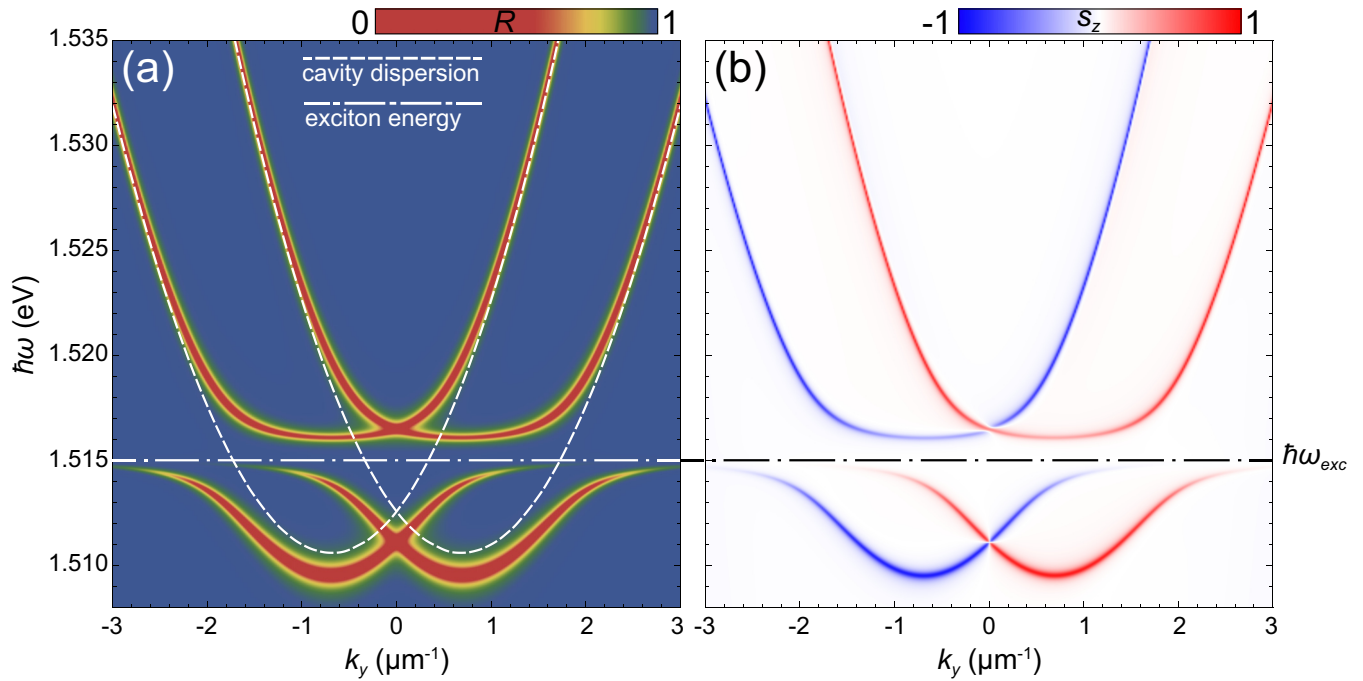 0 R 1
-1 s_z 1
(a)
(b)
cavity dispersion
exciton energy
ħω (eV)
1.535
1.530
1.525
1.520
1.515
1.510
ħω_exc
-3 -2 -1 0 1 2 3
-3 -2 -1 0 1 2 3
k_y (µm⁻¹)
k_y (µm⁻¹)